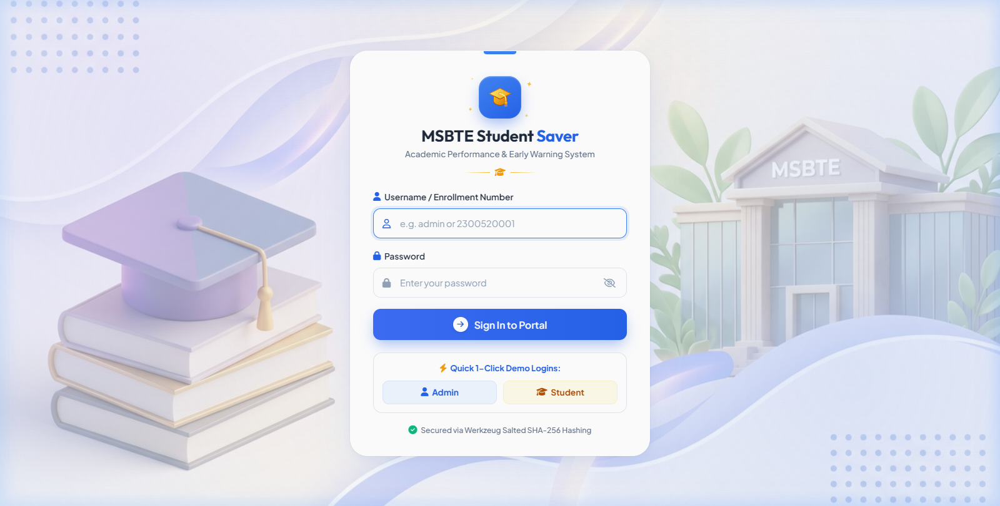 MSBTE Student Saver
Academic Performance & Early Warning System
Username / Enrollment Number
e.g. admin or 2300520001
Password
Enter your password
Sign In to Portal
Quick 1-Click Demo Logins:
Admin
Student
Secured via Werkzeug Salted SHA-256 Hashing
MSBTE